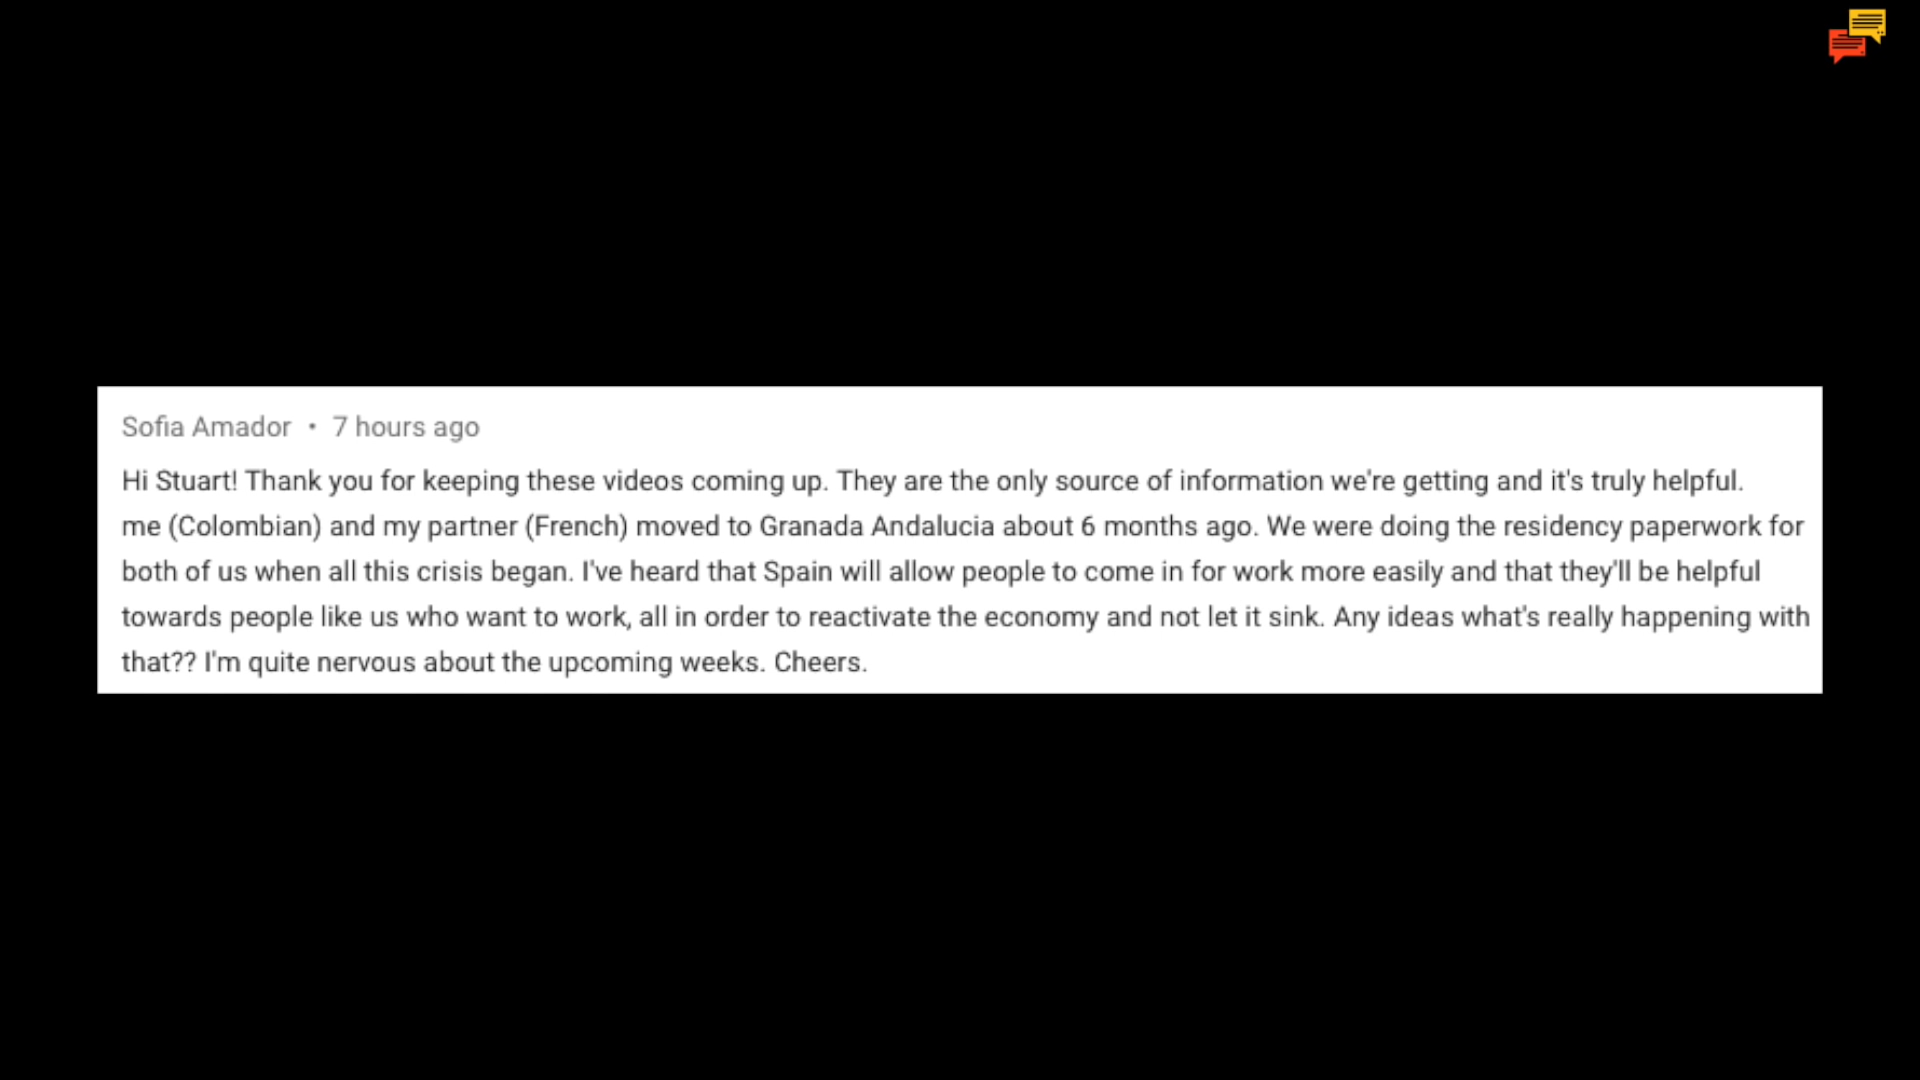 Sofia Amador • 7 hours ago
Hi Stuart! Thank you for keeping these videos coming up. They are the only source of information we're getting and it's truly helpful.
me (Colombian) and my partner (French) moved to Granada Andalucia about 6 months ago. We were doing the residency paperwork for
both of us when all this crisis began. I've heard that Spain will allow people to come in for work more easily and that they'll be helpful
towards people like us who want to work, all in order to reactivate the economy and not let it sink. Any ideas what's really happening with
that?? I'm quite nervous about the upcoming weeks. Cheers.